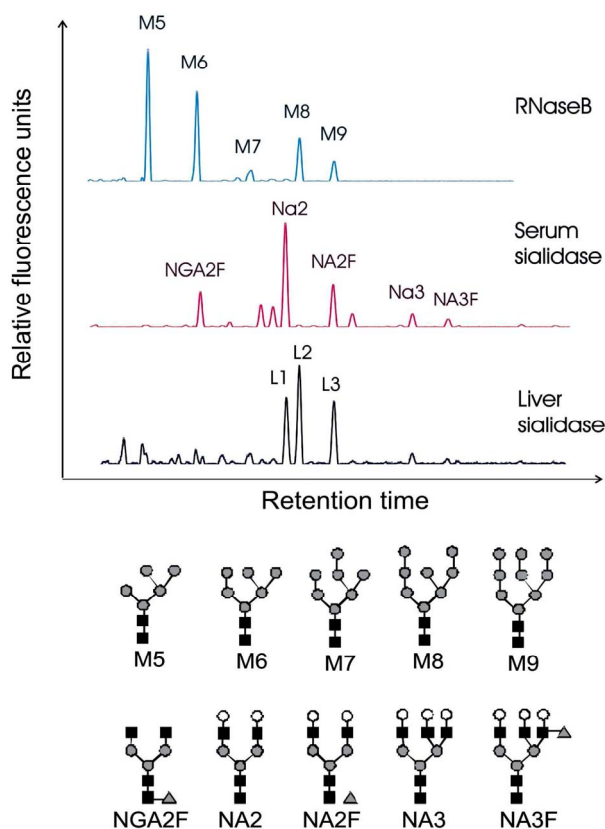 M5
M6
M7
M8
M9
RNaseB
Relative fluorescence units
NGA2F
Na2
NA2F
Na3
NA3F
Serum
sialidase
L1
L2
L3
Liver
sialidase
Retention time
M5 M6 M7 M8 M9
NGA2F NA2 NA2F NA3 NA3F